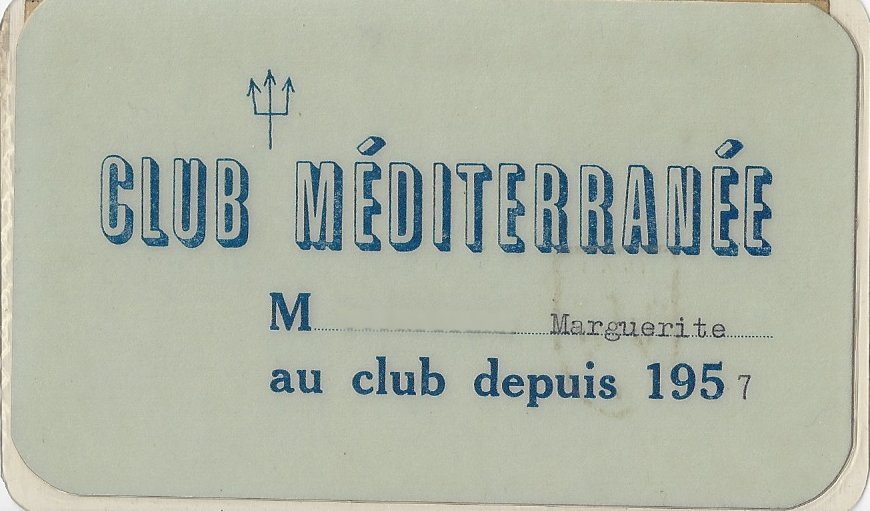 CLUB MÉDITERRANÉE
M Marguerite
au club depuis 1957